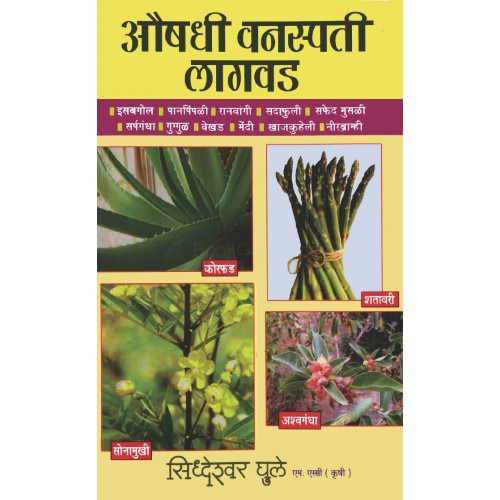 औषधी वनस्पती
लागवड
इसबगोल पानपिंपळी रानवागी सदाफुली सफेद मुसळी
सर्पगंधा गुग्गुळ वेखड मेंदी खाजकुहेली नीरब्राम्ही
कोरफड
शतावरी
सोनामुखी
अश्वगंधा
सिध्देश्वर घुले एम. एस्सी ( कृषी )